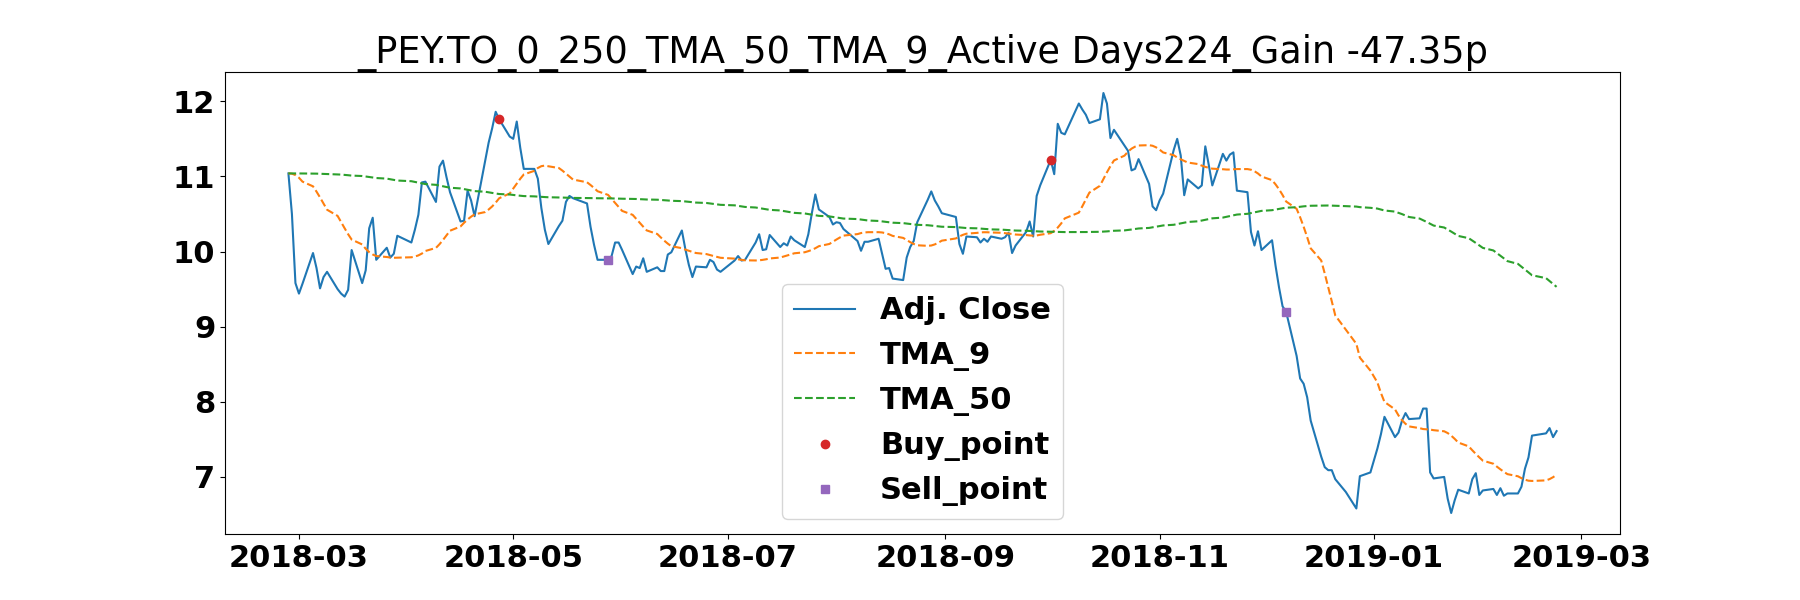 _PEY.TO_0_250_TMA_50_TMA_9_Active Days224_Gain -47.35p
12
11
10
9
8
7
Adj. Close
TMA_9
TMA_50
Buy_point
Sell_point
2018-03 2018-05 2018-07 2018-09 2018-11 2019-01 2019-03